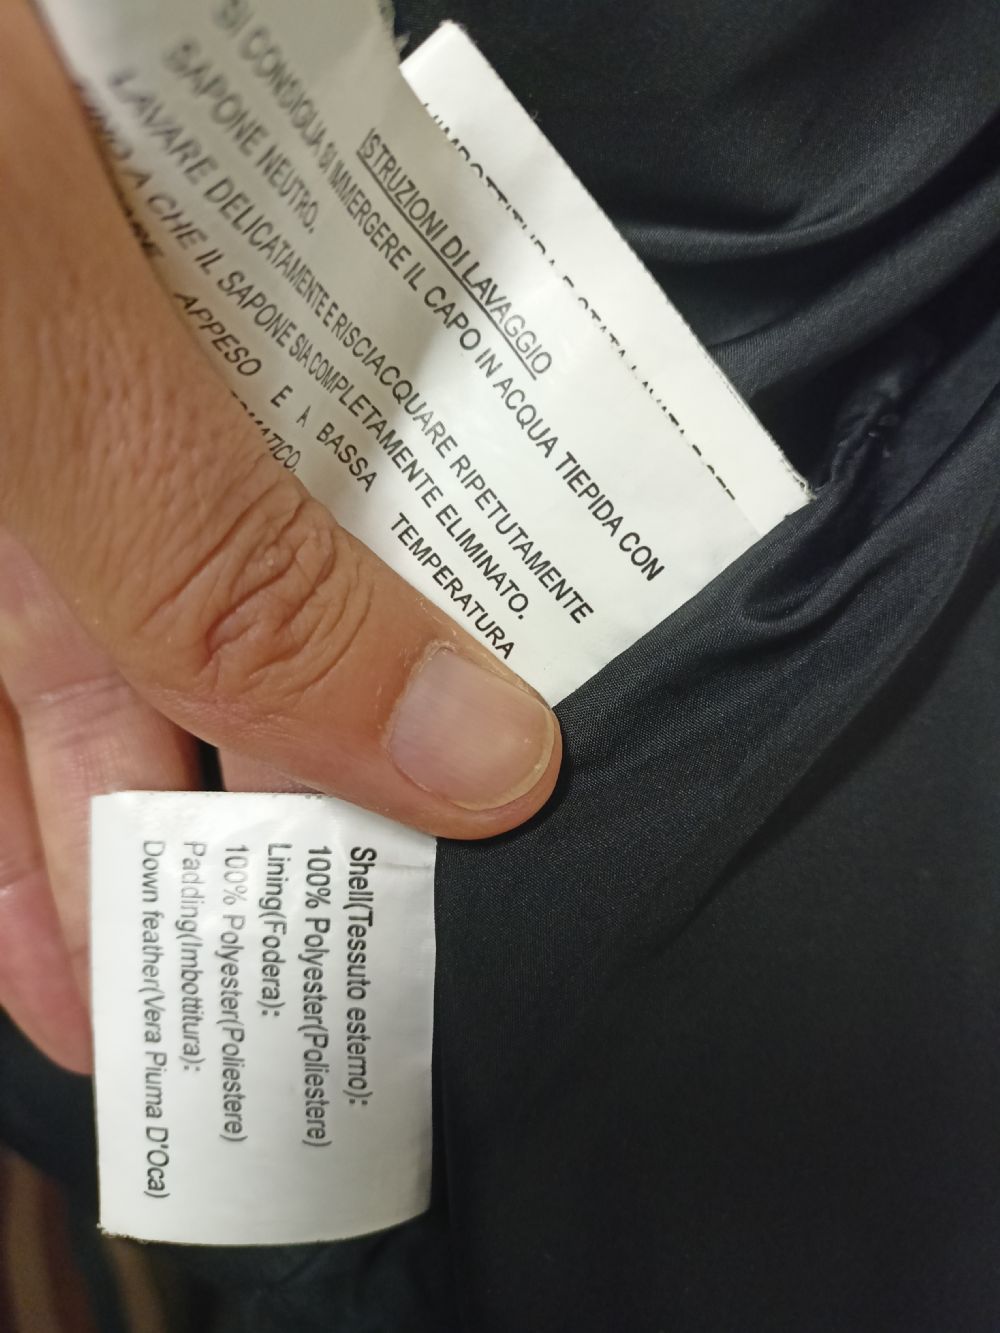 ISTRUZIONI DI LAVAGGIO
SI CONSIGLIA SI IMMERGERE IL CAPO IN ACQUA TIEPIDA CON
SAPONE NEUTRO.
LAVARE DELICATAMENTE E RISCIACQUARE RIPETUTAMENTE
A CHE IL SAPONE SIA COMPLETAMENTE ELIMINATO.
APPESO E A BASSA TEMPERATURA
Shell(Tessuto esterno):
100% Polyester(Poliestere)
Lining(Fodera):
100% Polyester(Poliestere)
Padding(Imbottitura):
Down feather(Vera Piuma D'Oca)